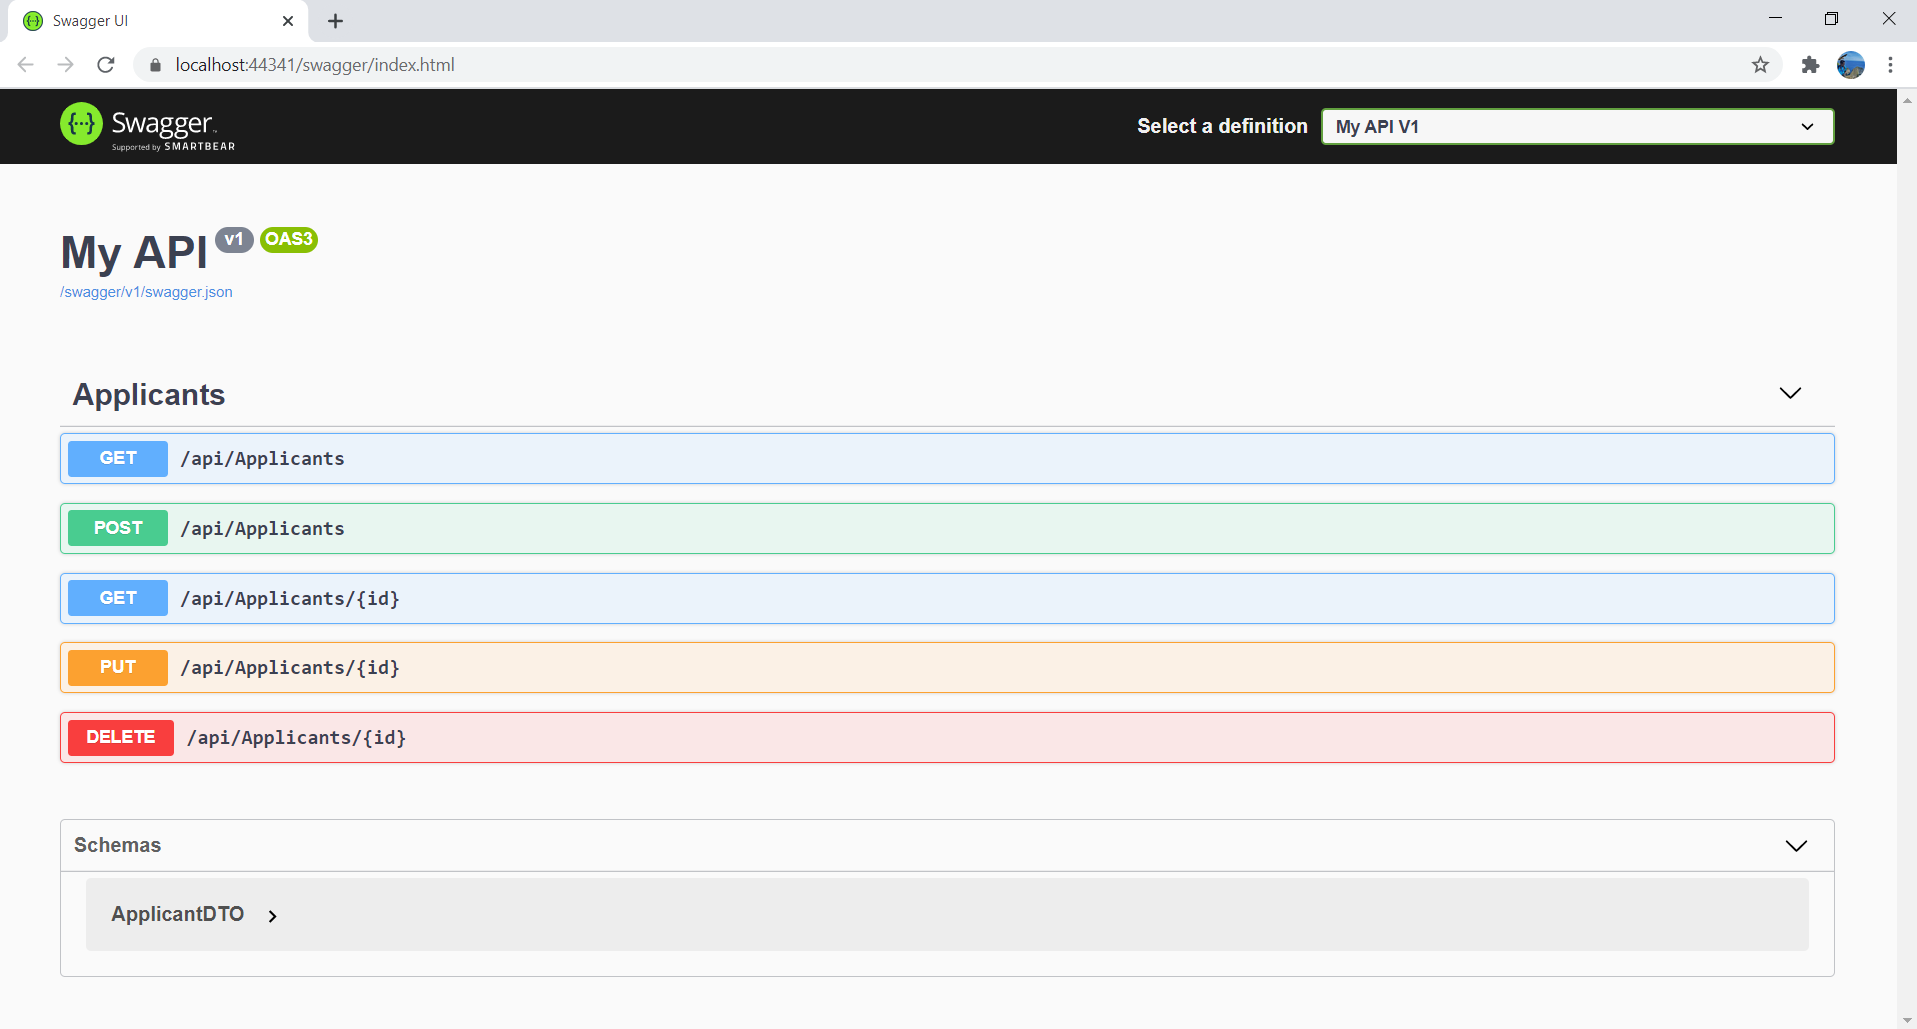 Swagger UI
localhost:44341/swagger/index.html
{···} Swagger™
Supported by SMARTBEAR
Select a definition
My API V1
My API v1 OAS3
/swagger/v1/swagger.json
Applicants
GET /api/Applicants
POST /api/Applicants
GET /api/Applicants/{id}
PUT /api/Applicants/{id}
DELETE /api/Applicants/{id}
Schemas
ApplicantDTO